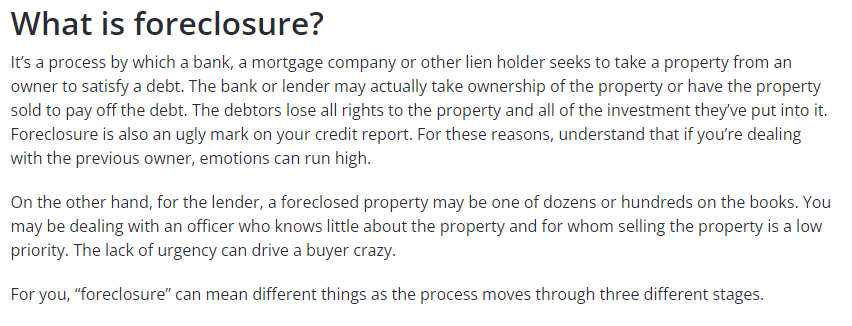 What is foreclosure?
It’s a process by which a bank, a mortgage company or other lien holder seeks to take a property from an
owner to satisfy a debt. The bank or lender may actually take ownership of the property or have the property
sold to pay off the debt. The debtors lose all rights to the property and all of the investment they’ve put into it.
Foreclosure is also an ugly mark on your credit report. For these reasons, understand that if you’re dealing
with the previous owner, emotions can run high.
On the other hand, for the lender, a foreclosed property may be one of dozens or hundreds on the books. You
may be dealing with an officer who knows little about the property and for whom selling the property is a low
priority. The lack of urgency can drive a buyer crazy.
For you, “foreclosure” can mean different things as the process moves through three different stages.